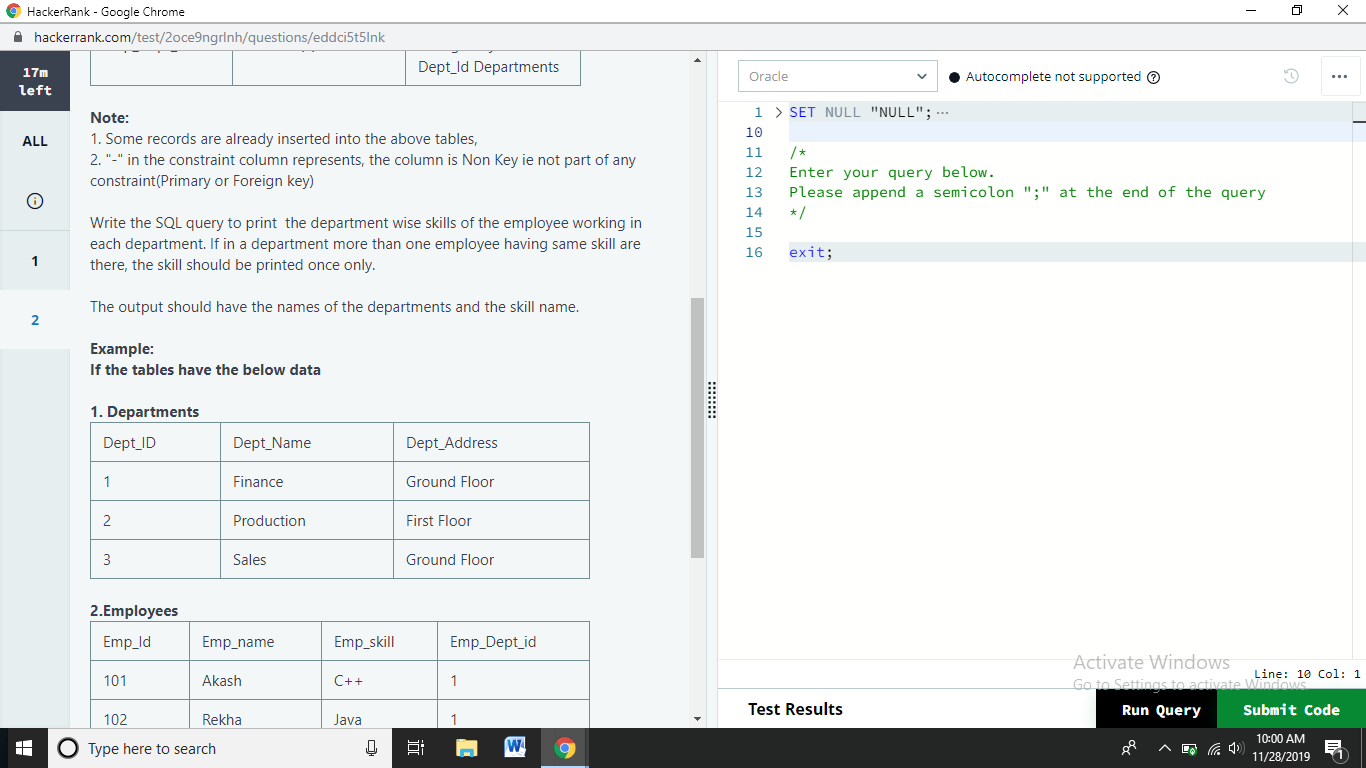 HackerRank - Google Chrome
hackerrank.com/test/2oce9ngrlnh/questions/eddci5t5lnk
17m
left
ALL
1
2
Dept_Id Departments
Note:
1. Some records are already inserted into the above tables,
2. "-" in the constraint column represents, the column is Non Key ie not part of any
constraint(Primary or Foreign key)
Write the SQL query to print the department wise skills of the employee working in
each department. If in a department more than one employee having same skill are
there, the skill should be printed once only.
The output should have the names of the departments and the skill name.
Example:
If the tables have the below data
1. Departments
Dept_ID Dept_Name Dept_Address
1 Finance Ground Floor
2 Production First Floor
3 Sales Ground Floor
2.Employees
Emp_Id Emp_name Emp_skill Emp_Dept_id
101 Akash C++ 1
102 Rekha Java 1
Oracle
Autocomplete not supported
1 SET NULL "NULL";
10
11 /*
12 Enter your query below.
13 Please append a semicolon ";" at the end of the query
14 */
15
16 exit;
Activate Windows
Go to Settings to activate Windows.
Line: 10 Col: 1
Test Results
Run Query
Submit Code
Type here to search
10:00 AM
11/28/2019
1